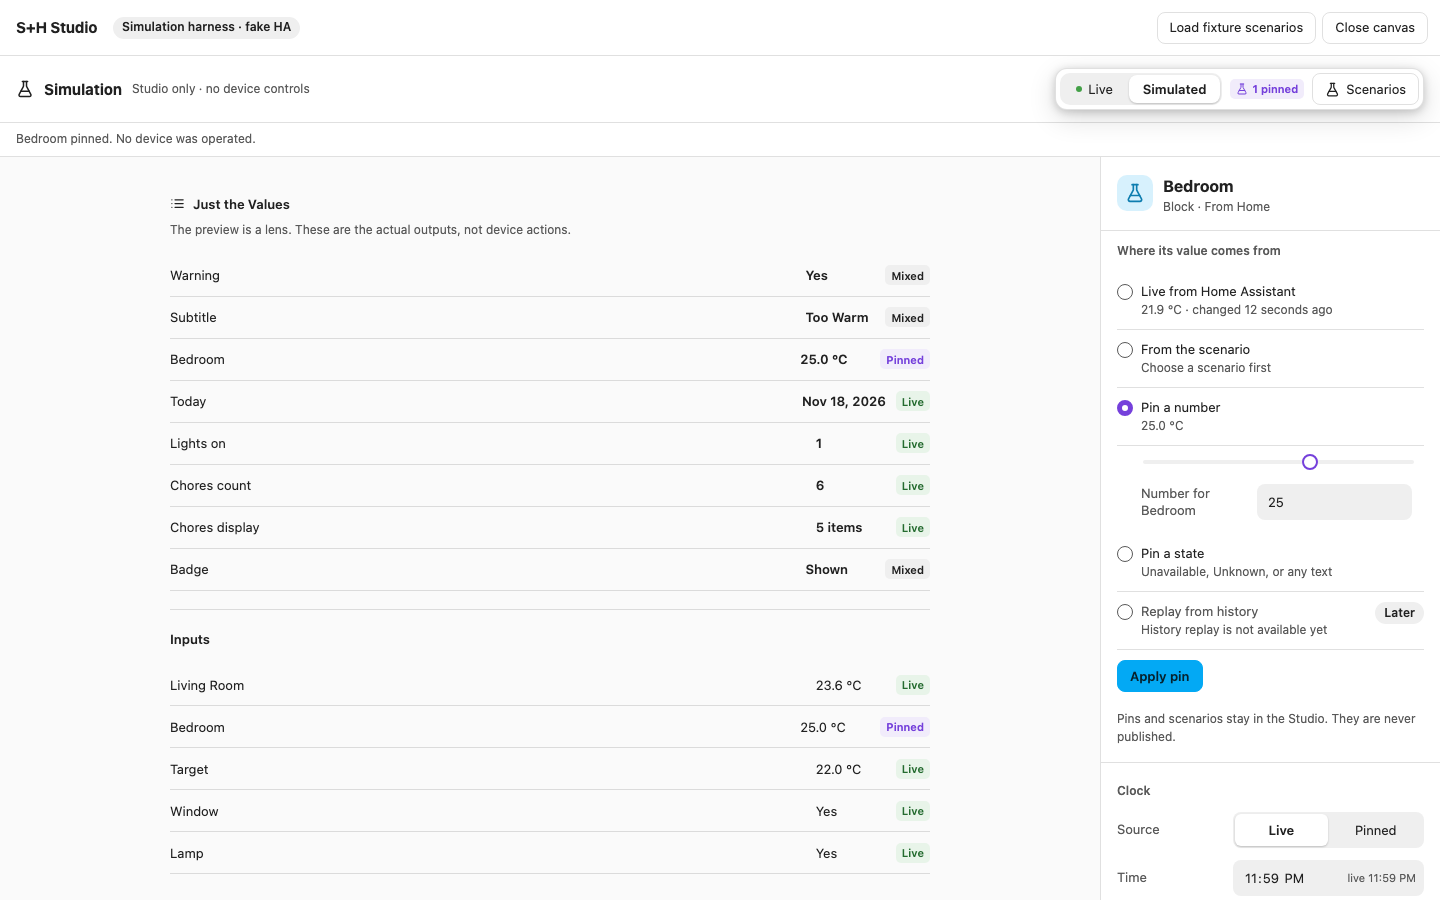 S+H Studio
Simulation harness · fake HA
Load fixture scenarios
Close canvas
Simulation
Studio only · no device controls
Live
Simulated
1 pinned
Scenarios
Bedroom pinned. No device was operated.
Just the Values
The preview is a lens. These are the actual outputs, not device actions.
Warning Yes Mixed
Subtitle Too Warm Mixed
Bedroom 25.0 °C Pinned
Today Nov 18, 2026 Live
Lights on 1 Live
Chores count 6 Live
Chores display 5 items Live
Badge Shown Mixed
Inputs
Living Room 23.6 °C Live
Bedroom 25.0 °C Pinned
Target 22.0 °C Live
Window Yes Live
Lamp Yes Live
Bedroom
Block · From Home
Where its value comes from
Live from Home Assistant
21.9 °C · changed 12 seconds ago
From the scenario
Choose a scenario first
Pin a number
25.0 °C
Number for
Bedroom
25
Pin a state
Unavailable, Unknown, or any text
Replay from history
Later
History replay is not available yet
Apply pin
Pins and scenarios stay in the Studio. They are never
published.
Clock
Source Live Pinned
Time 11:59 PM live 11:59 PM